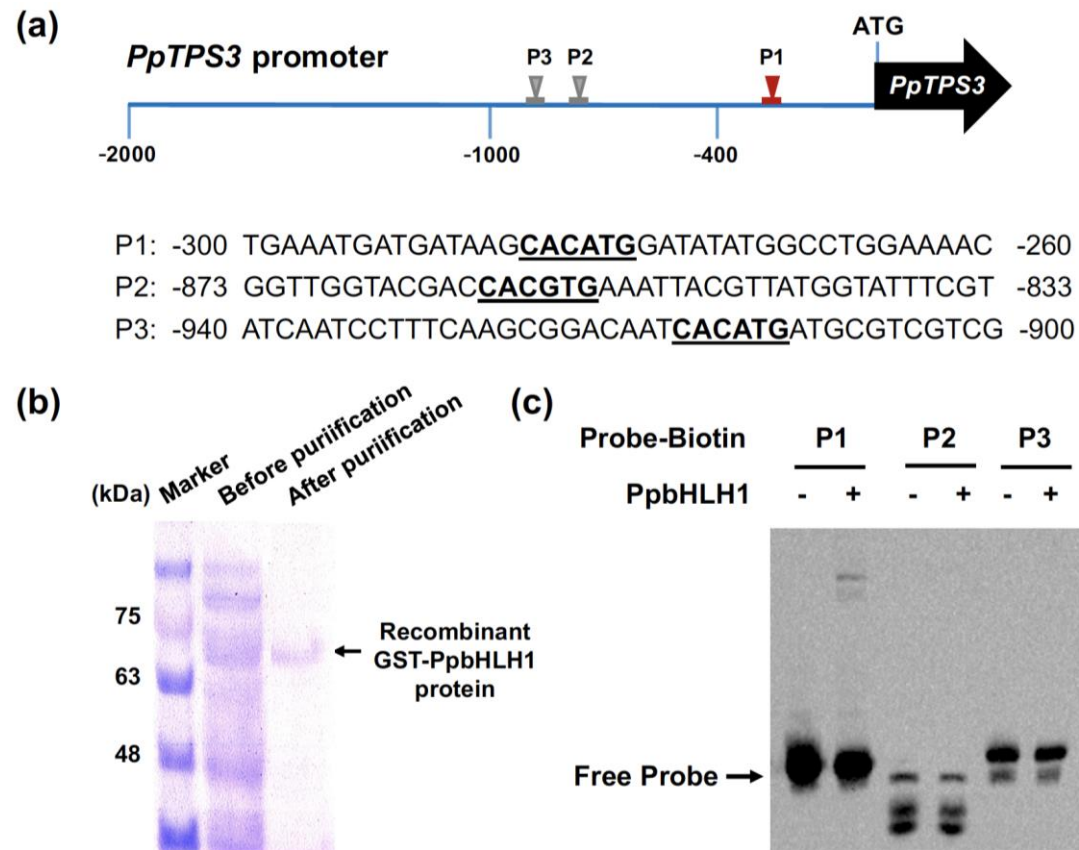 (a)
PpTPS3 promoter
P3 P2 P1 ATG
PpTPS3
-2000 -1000 -400
P1: -300 TGAAATGATGATAAGCACATGGATATATGGCCTGGAAAAC -260
P2: -873 GGTTGGTACGACCACGTGAAATTACGTTATGGTATTTCGT -833
P3: -940 ATCAATCCTTTCAAGCGGACAATCACATGATGCGTCGTCG -900
(b)
(kDa) Marker Before puriification After puriification
75
63
48
Recombinant
GST-PpbHLH1
protein
(c)
Probe-Biotin P1 P2 P3
PpbHLH1 - + - + - +
Free Probe